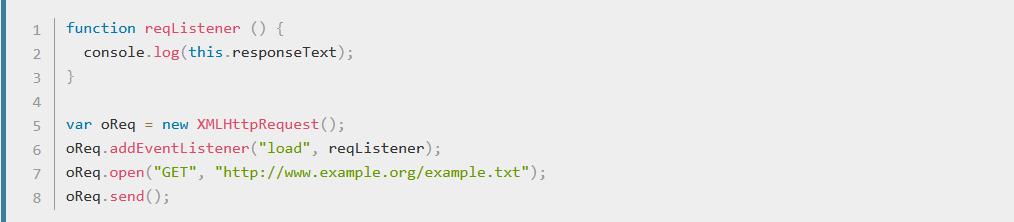 1 function reqListener () {
2   console.log(this.responseText);
3 }
4
5 var oReq = new XMLHttpRequest();
6 oReq.addEventListener("load", reqListener);
7 oReq.open("GET", "http://www.example.org/example.txt");
8 oReq.send();